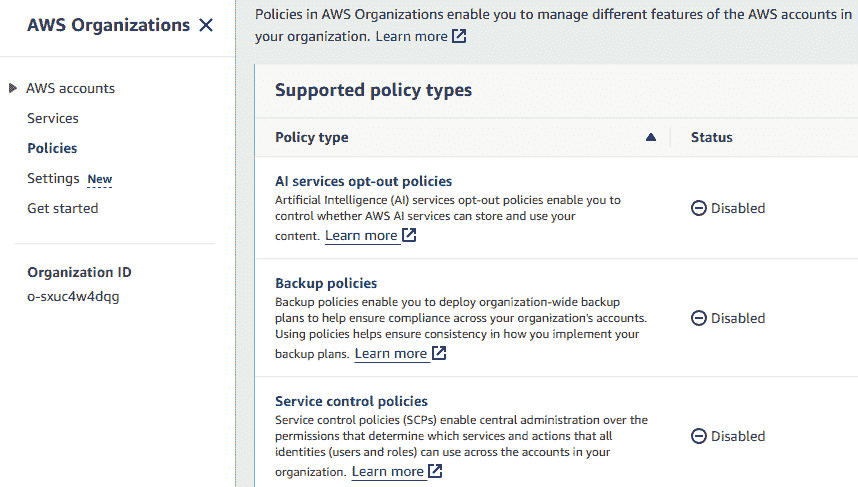 AWS Organizations
AWS accounts
Services
Policies
Settings New
Get started
Organization ID
o-sxuc4w4dqg
Policies in AWS Organizations enable you to manage different features of the AWS accounts in
your organization. Learn more
Supported policy types
Policy type
Status
AI services opt-out policies
Artificial Intelligence (AI) services opt-out policies enable you to
control whether AWS AI services can store and use your
content. Learn more
Disabled
Backup policies
Backup policies enable you to deploy organization-wide backup
plans to help ensure compliance across your organization's accounts.
Using policies helps ensure consistency in how you implement your
backup plans. Learn more
Disabled
Service control policies
Service control policies (SCPs) enable central administration over the
permissions that determine which services and actions that all
identities (users and roles) can use across the accounts in your
organization. Learn more
Disabled